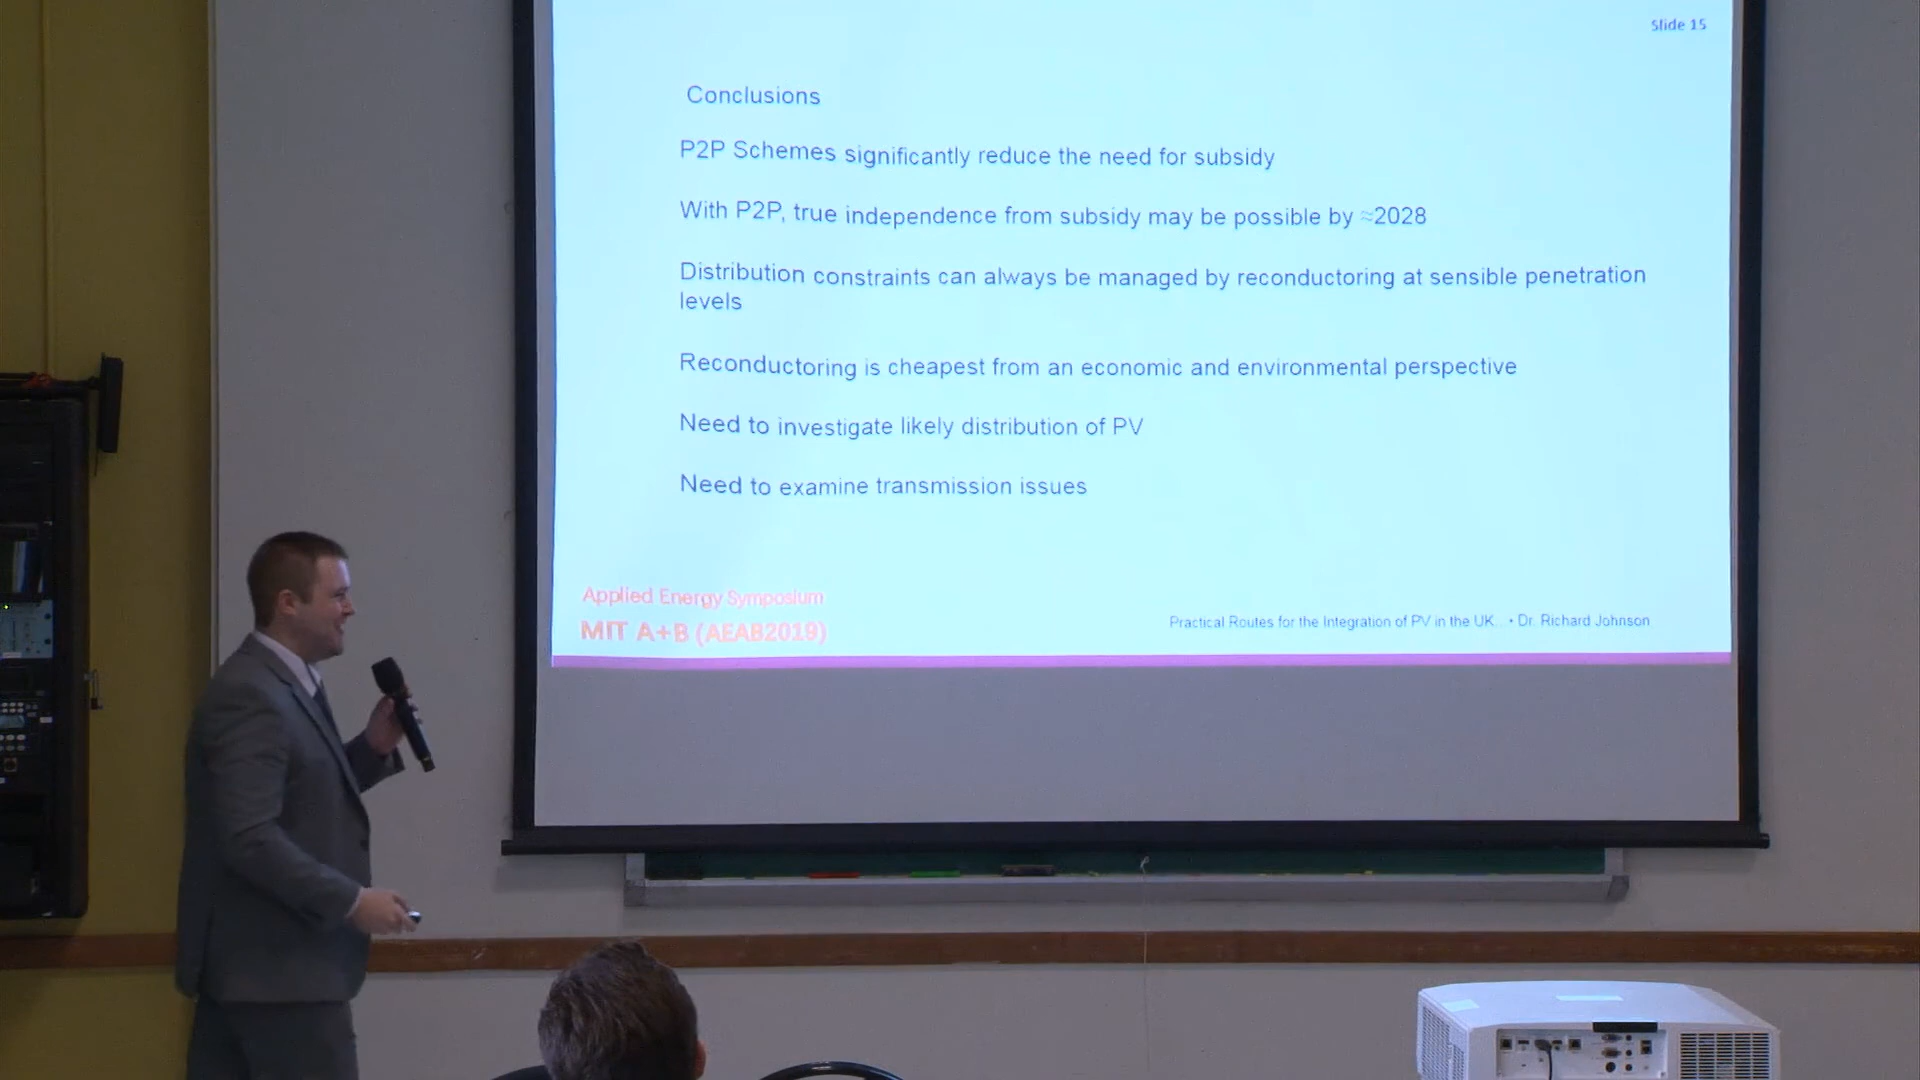 Slide 15
Conclusions
P2P Schemes significantly reduce the need for subsidy
With P2P, true independence from subsidy may be possible by ≈2028
Distribution constraints can always be managed by reconductoring at sensible penetration
levels
Reconductoring is cheapest from an economic and environmental perspective
Need to investigate likely distribution of PV
Need to examine transmission issues
Applied Energy Symposium
MIT A+B (AEAB2019)
Practical Routes for the Integration of PV in the UK.. • Dr. Richard Johnson